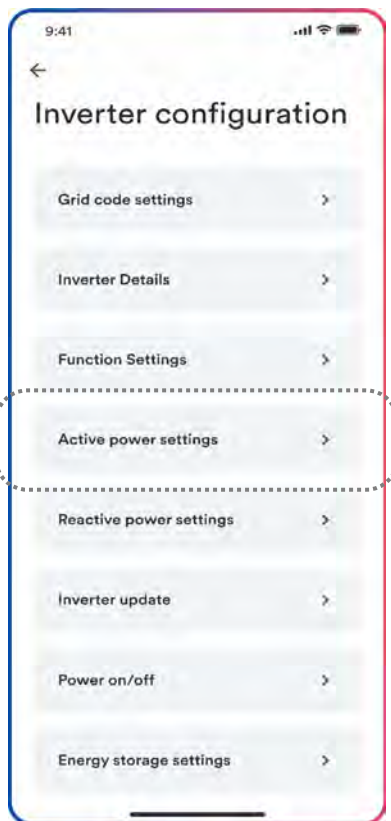 9:41
Inverter configuration
Grid code settings
Inverter Details
Function Settings
Active power settings
Reactive power settings
Inverter update
Power on/off
Energy storage settings